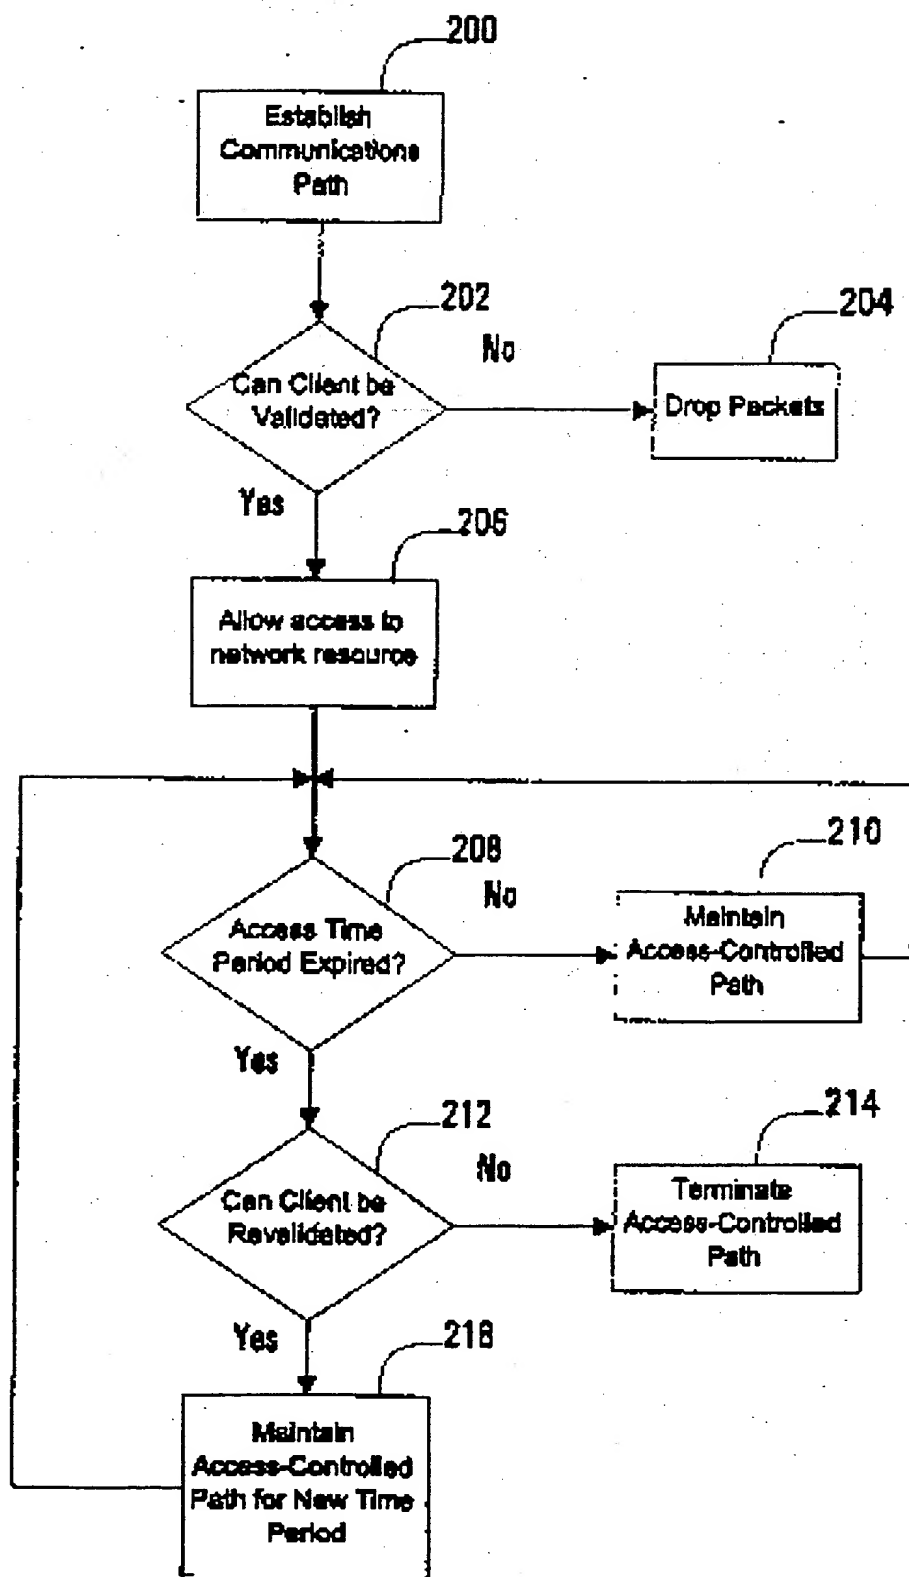 200
Establish
Communications
Path
202
Can Client be
Validated?
No
204
Drop Packets
Yes
206
Allow access to
network resource
208
Access Time
Period Expired?
No
210
Maintain
Access-Controlled
Path
Yes
212
Can Client be
Revalidated?
No
214
Terminate
Access-Controlled
Path
Yes
218
Maintain
Access-Controlled
Path for New Time
Period